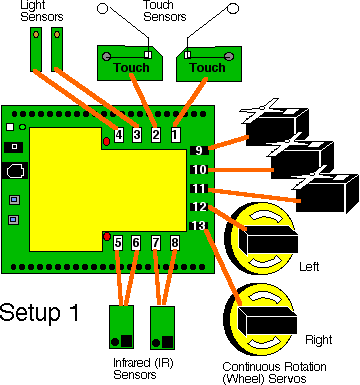 Light
Sensors
Touch
Sensors
Touch
Touch
4
3
2
1
9
10
11
12
13
5
6
7
8
Left
Setup 1
Right
Infrared (IR)
Sensors
Continuous Rotation
(Wheel) Servos